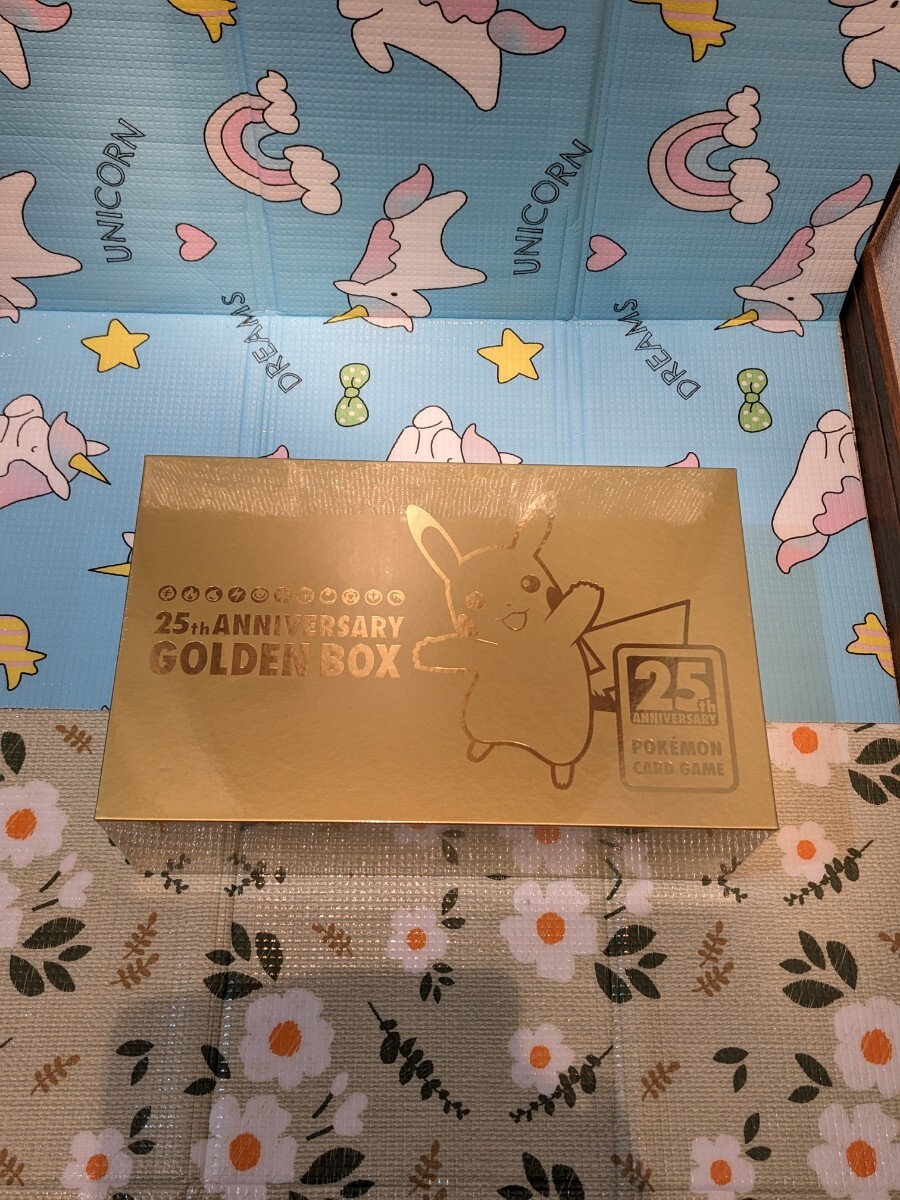 UNICORN
UNICORN
DREAMS
DREAMS
25th ANNIVERSARY
GOLDEN BOX
25th
ANNIVERSARY
POKÉMON
CARD GAME